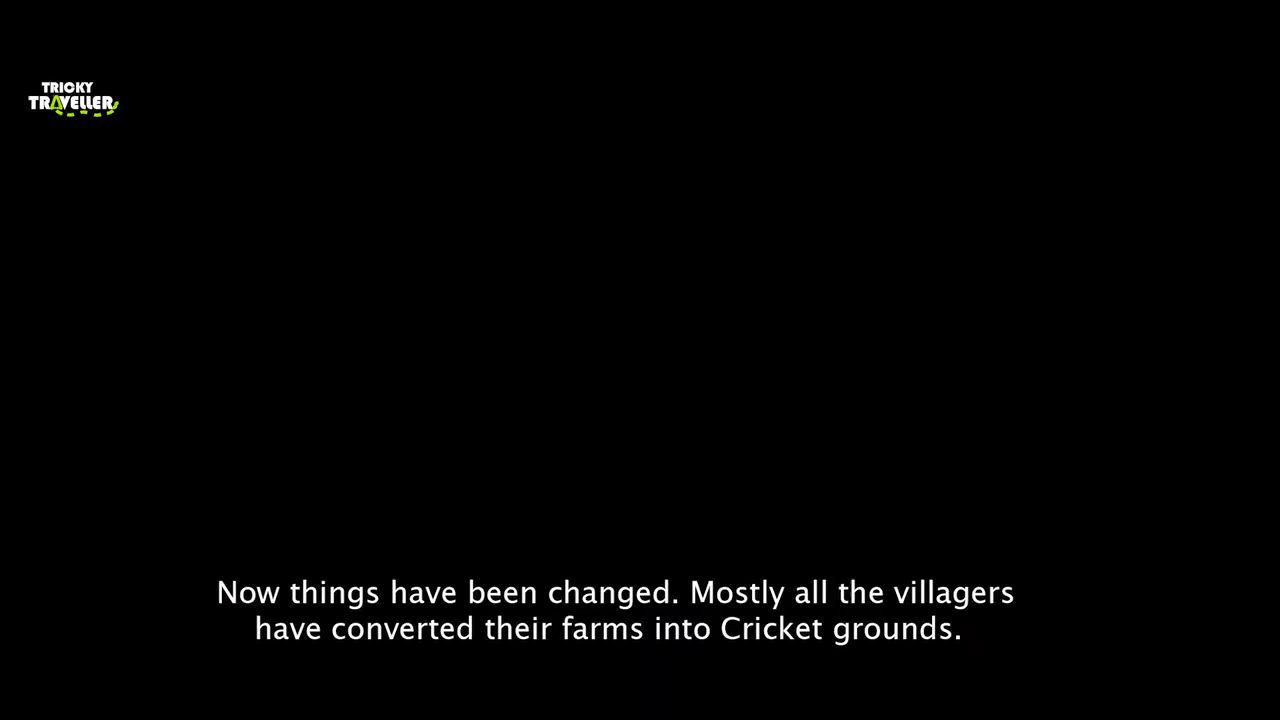 TRICKY
TRAVELLER
Now things have been changed. Mostly all the villagers
have converted their farms into Cricket grounds.